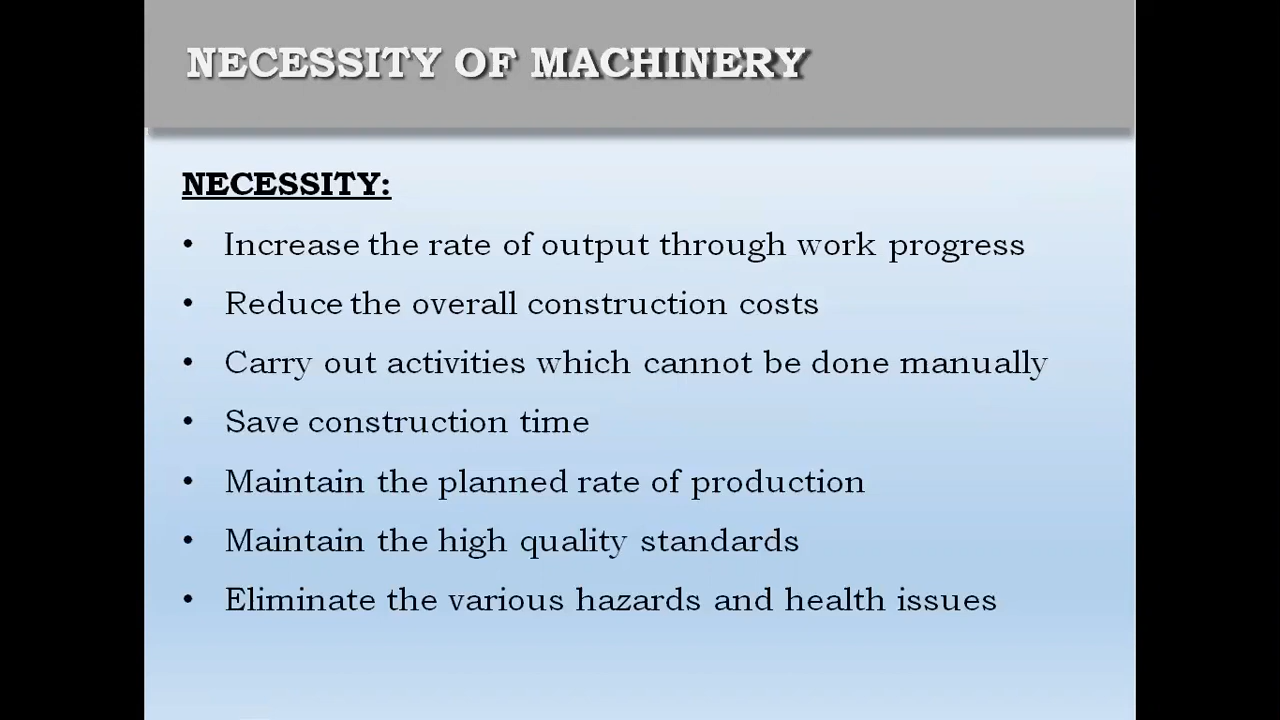 NECESSITY OF MACHINERY
NECESSITY:
• Increase the rate of output through work progress
• Reduce the overall construction costs
• Carry out activities which cannot be done manually
• Save construction time
• Maintain the planned rate of production
• Maintain the high quality standards
• Eliminate the various hazards and health issues